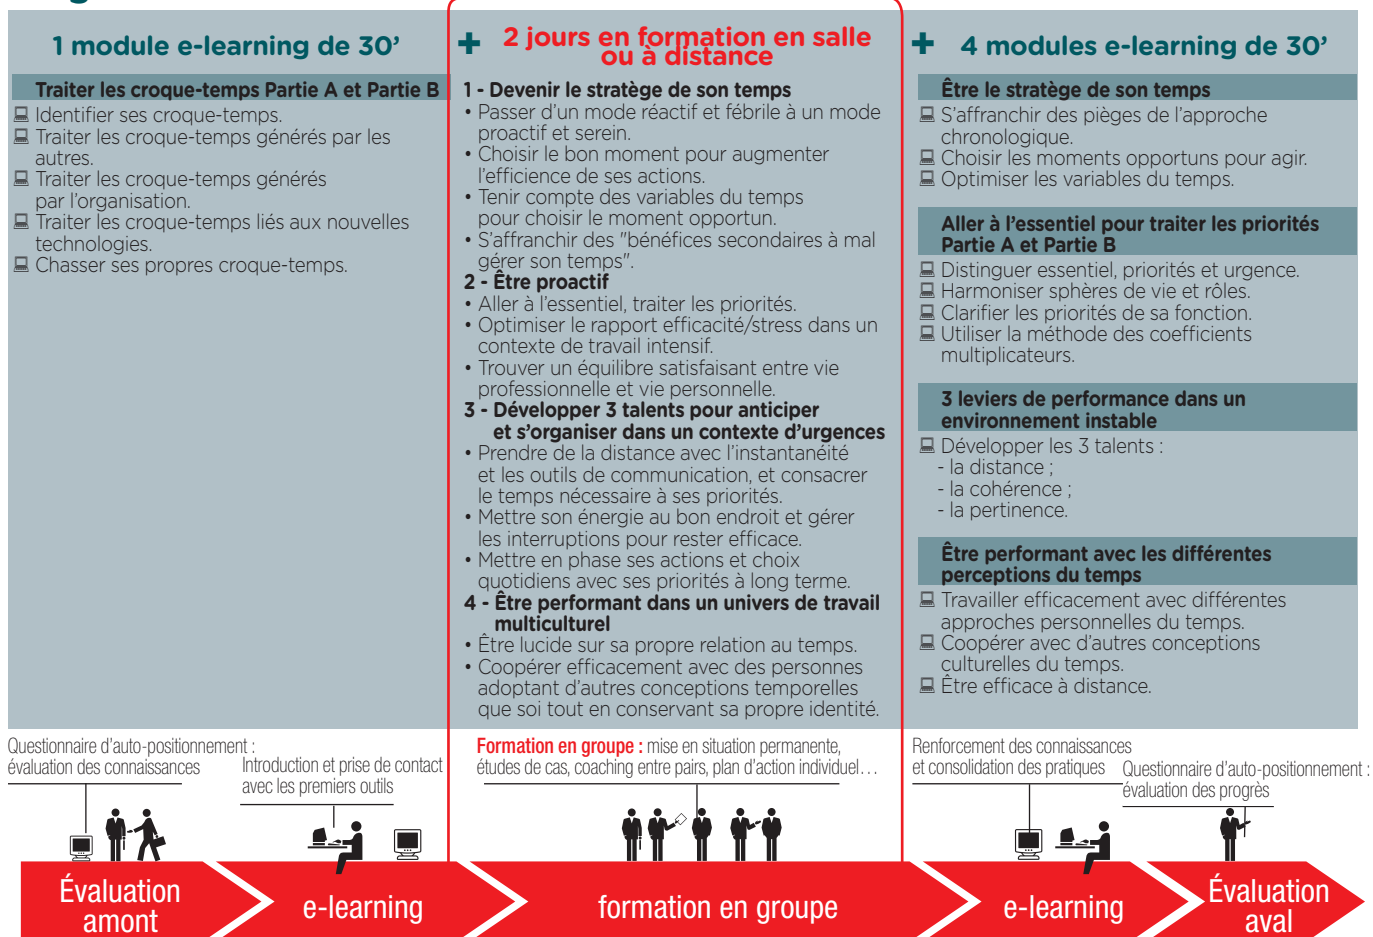 1 module e-learning de 30’
Traiter les croque-temps Partie A et Partie B
Identifier ses croque-temps.
Traiter les croque-temps générés par les
autres.
Traiter les croque-temps générés
par l’organisation.
Traiter les croque-temps liés aux nouvelles
technologies.
Chasser ses propres croque-temps.
+ 2 jours en formation en salle
ou à distance
1 - Devenir le stratège de son temps
• Passer d’un mode réactif et fébrile à un mode
proactif et serein.
• Choisir le bon moment pour augmenter
l’efficience de ses actions.
• Tenir compte des variables du temps
pour choisir le moment opportun.
• S’affranchir des "bénéfices secondaires à mal
gérer son temps".
2 - Être proactif
• Aller à l’essentiel, traiter les priorités.
• Optimiser le rapport efficacité/stress dans un
contexte de travail intensif.
• Trouver un équilibre satisfaisant entre vie
professionnelle et vie personnelle.
3 - Développer 3 talents pour anticiper
et s’organiser dans un contexte d’urgences
• Prendre de la distance avec l’instantanéité
et les outils de communication, et consacrer
le temps nécessaire à ses priorités.
• Mettre son énergie au bon endroit et gérer
les interruptions pour rester efficace.
• Mettre en phase ses actions et choix
quotidiens avec ses priorités à long terme.
4 - Être performant dans un univers de travail
multiculturel
• Être lucide sur sa propre relation au temps.
• Coopérer efficacement avec des personnes
adoptant d’autres conceptions temporelles
que soi tout en conservant sa propre identité.
+ 4 modules e-learning de 30’
Être le stratège de son temps
S’affranchir des pièges de l’approche
chronologique.
Choisir les moments opportuns pour agir.
Optimiser les variables du temps.
Aller à l’essentiel pour traiter les priorités
Partie A et Partie B
Distinguer essentiel, priorités et urgence.
Harmoniser sphères de vie et rôles.
Clarifier les priorités de sa fonction.
Utiliser la méthode des coefficients
multiplicateurs.
3 leviers de performance dans un
environnement instable
Développer les 3 talents :
- la distance ;
- la cohérence ;
- la pertinence.
Être performant avec les différentes
perceptions du temps
Travailler efficacement avec différentes
approches personnelles du temps.
Coopérer avec d’autres conceptions
culturelles du temps.
Être efficace à distance.
Questionnaire d’auto-positionnement :
évaluation des connaissances
Introduction et prise de contact
avec les premiers outils
Formation en groupe : mise en situation permanente,
études de cas, coaching entre pairs, plan d’action individuel…
Renforcement des connaissances
et consolidation des pratiques
Questionnaire d’auto-positionnement :
évaluation des progrès
Évaluation
amont
e-learning
formation en groupe
e-learning
Évaluation
aval